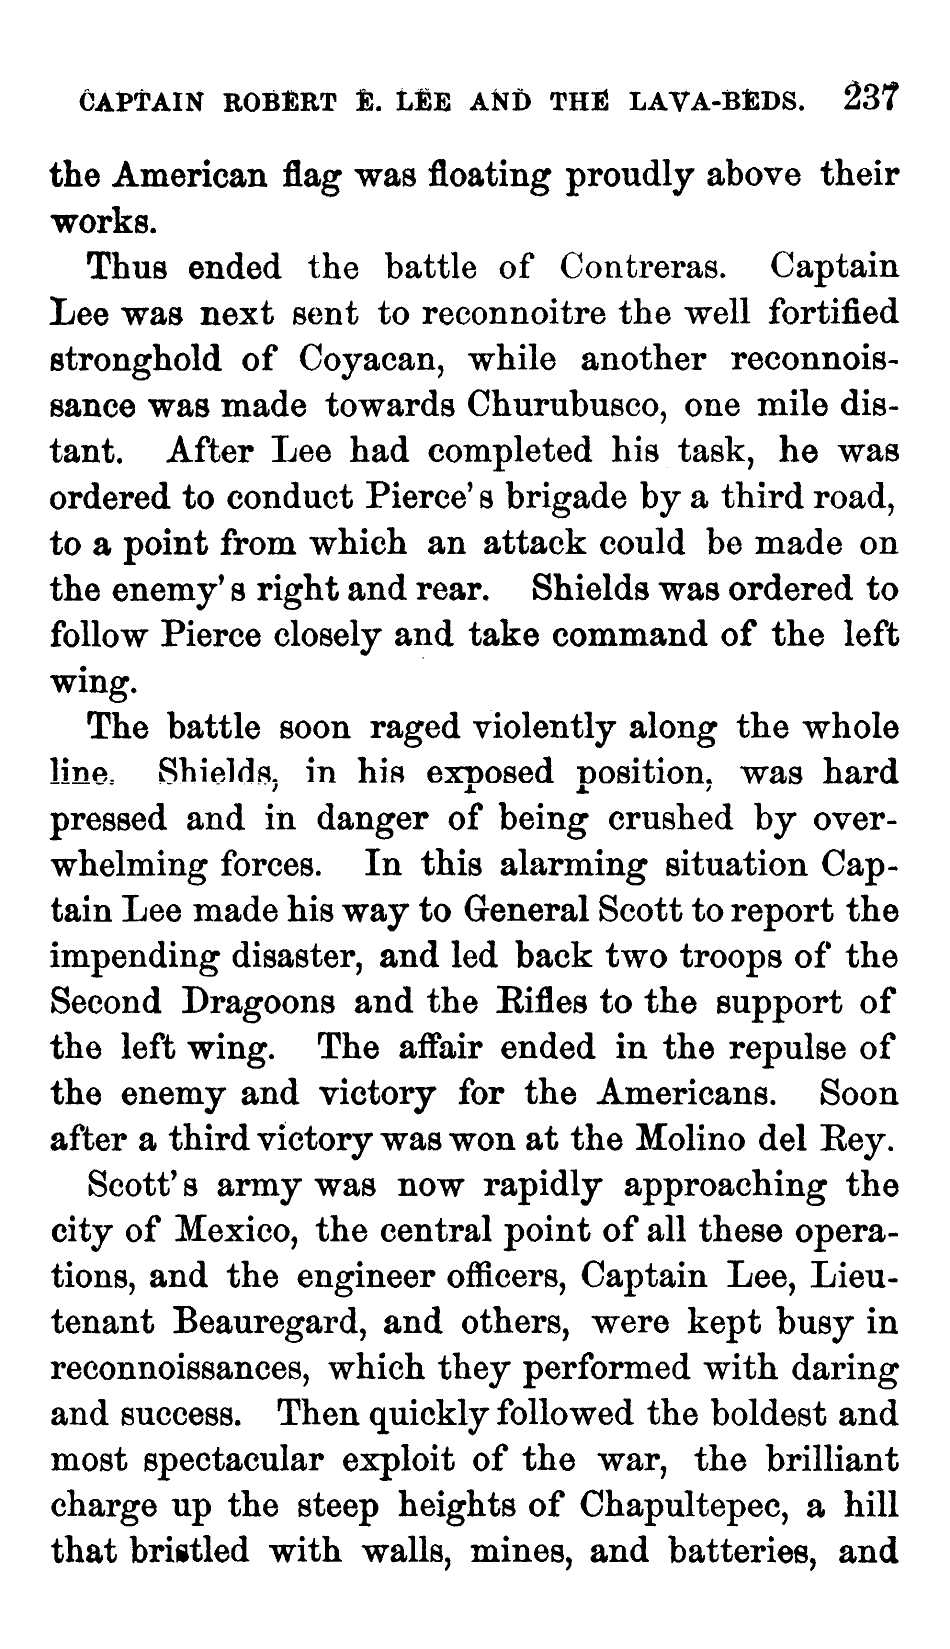 CAPTAIN ROBERT E. LEE AND THE LAVA-BEDS. 237
the American flag was floating proudly above their
works.
Thus ended the battle of Contreras. Captain
Lee was next sent to reconnoitre the well fortified
stronghold of Coyacan, while another reconnois-
sance was made towards Churubusco, one mile dis-
tant. After Lee had completed his task, he was
ordered to conduct Pierce's brigade by a third road,
to a point from which an attack could be made on
the enemy's right and rear. Shields was ordered to
follow Pierce closely and take command of the left
wing.
The battle soon raged violently along the whole
line. Shields, in his exposed position, was hard
pressed and in danger of being crushed by over-
whelming forces. In this alarming situation Cap-
tain Lee made his way to General Scott to report the
impending disaster, and led back two troops of the
Second Dragoons and the Rifles to the support of
the left wing. The affair ended in the repulse of
the enemy and victory for the Americans. Soon
after a third victory was won at the Molino del Rey.
Scott's army was now rapidly approaching the
city of Mexico, the central point of all these opera-
tions, and the engineer officers, Captain Lee, Lieu-
tenant Beauregard, and others, were kept busy in
reconnoissances, which they performed with daring
and success. Then quickly followed the boldest and
most spectacular exploit of the war, the brilliant
charge up the steep heights of Chapultepec, a hill
that bristled with walls, mines, and batteries, and